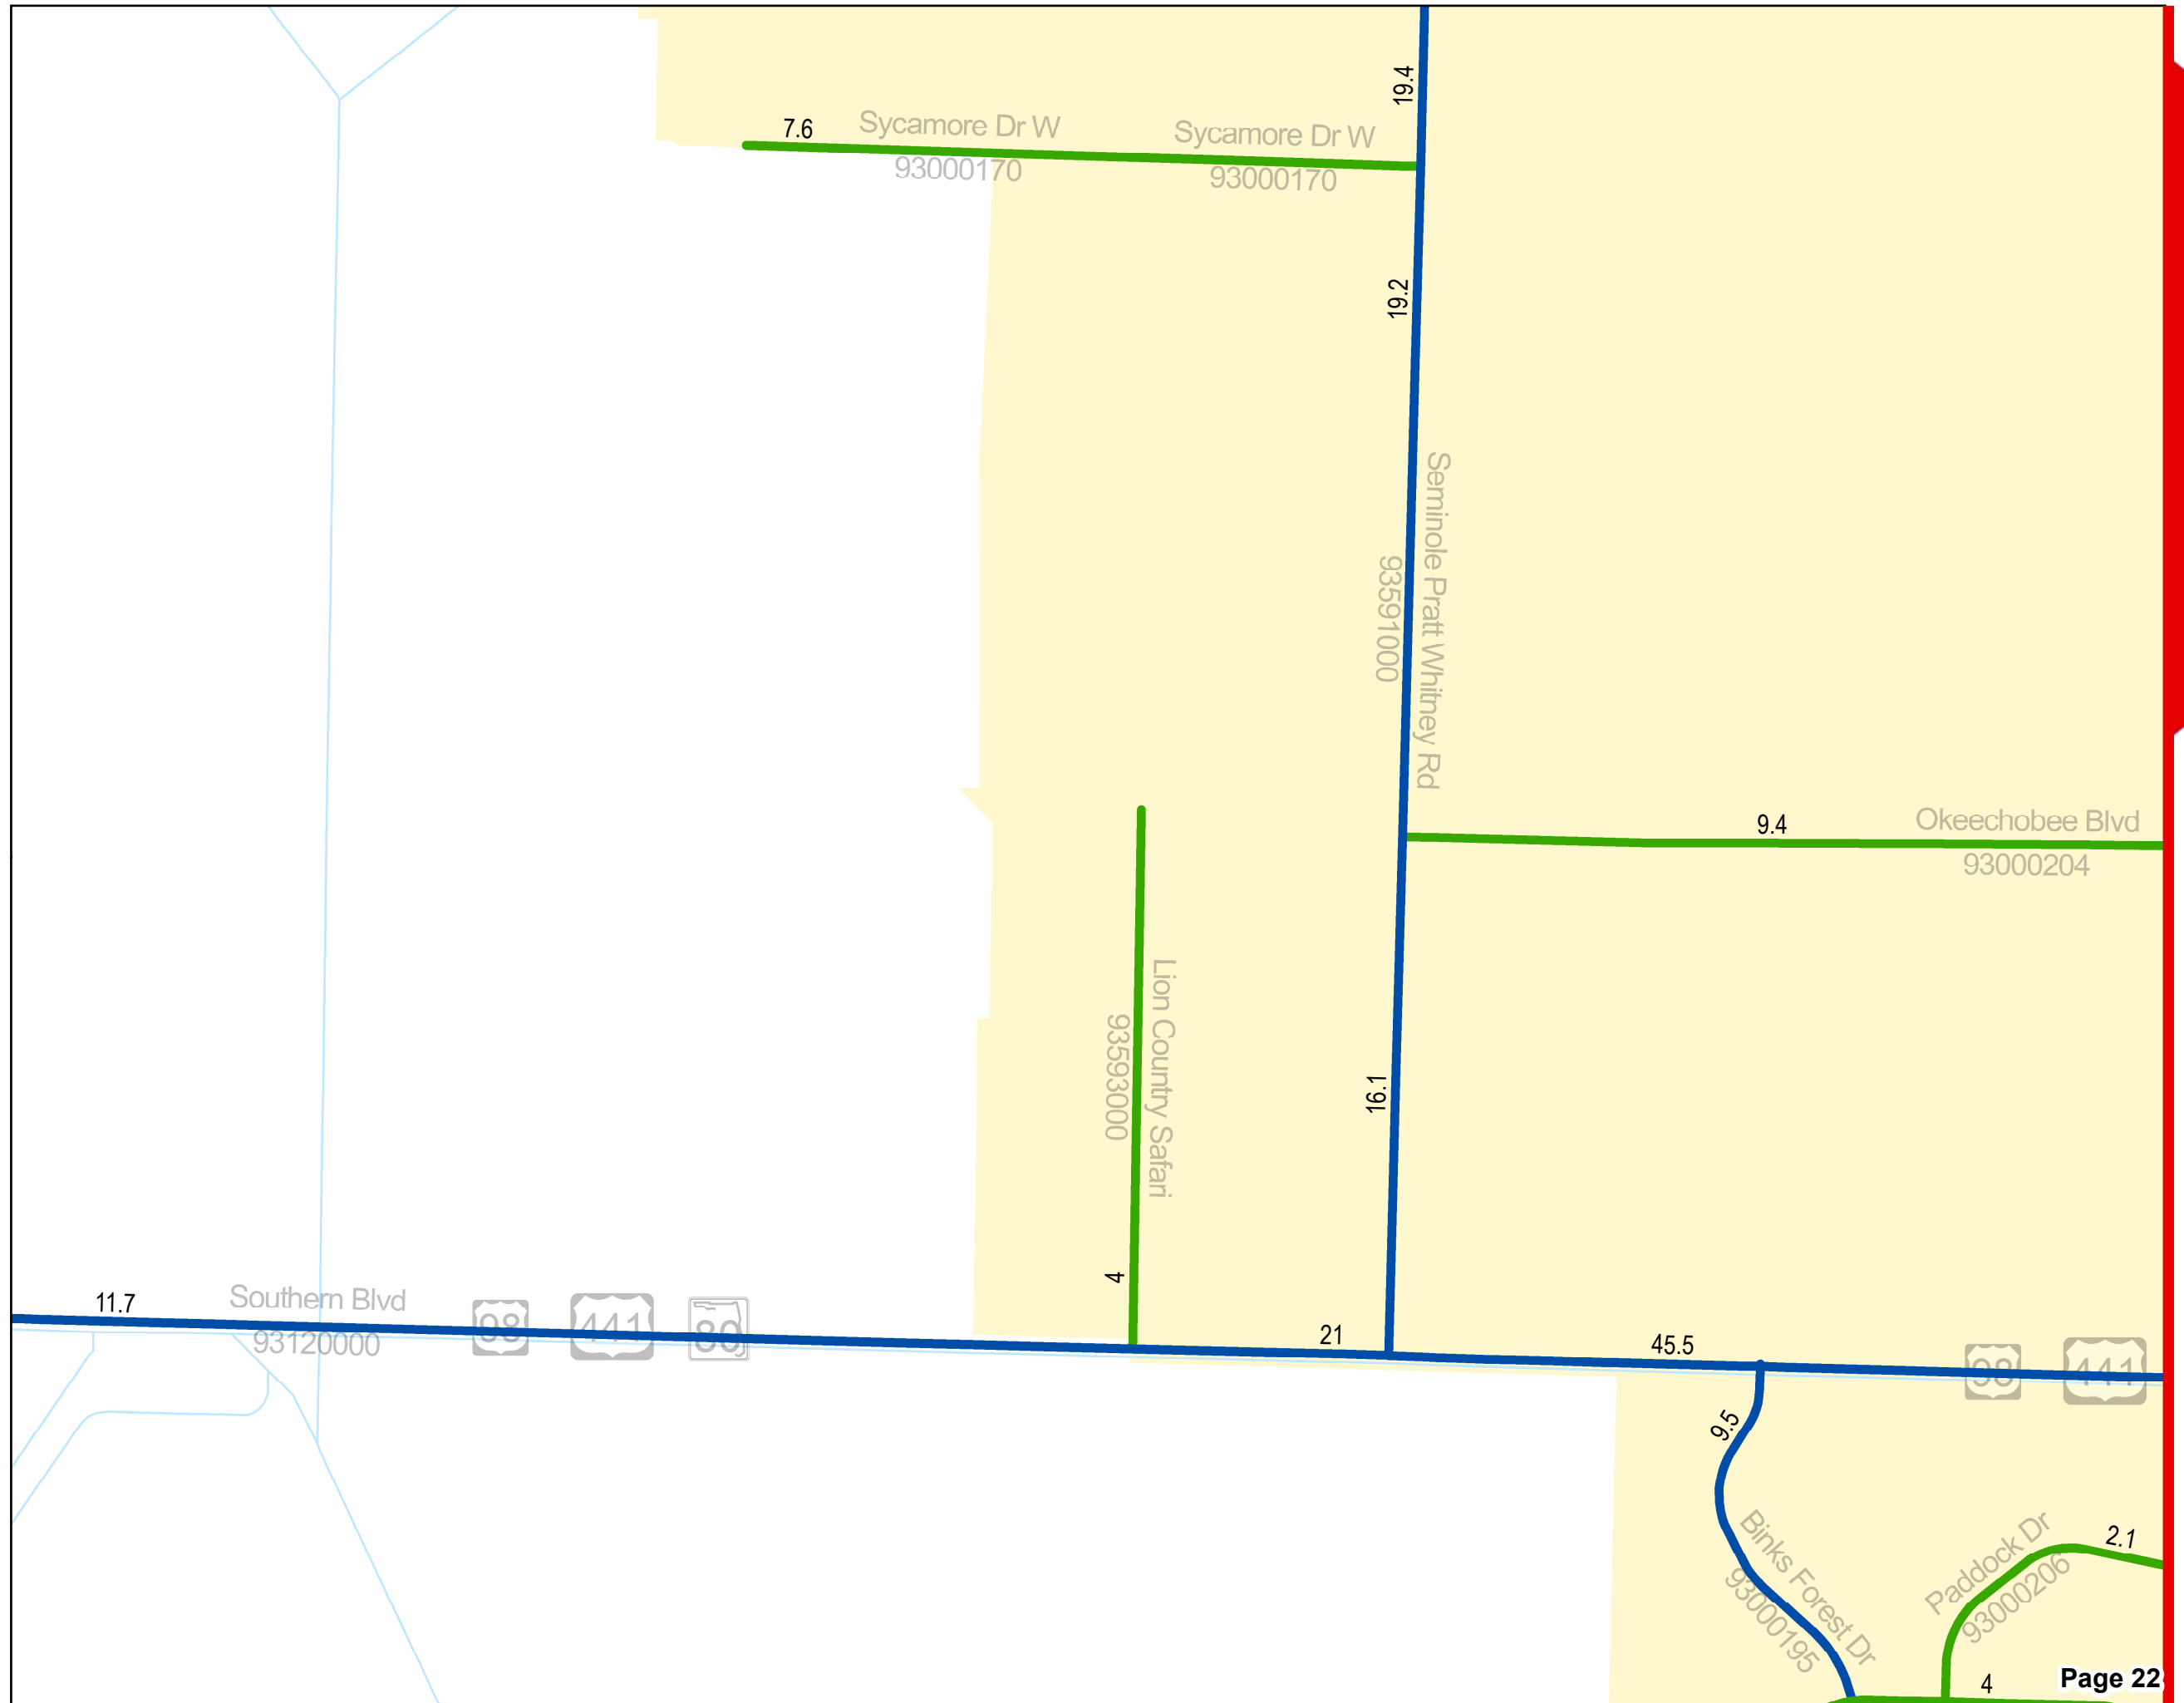 19.4
7.6
Sycamore Dr W
Sycamore Dr W
93000170
93000170
19.2
Seminole Pratt Whitney Rd
93591000
9.4
Okeechobee Blvd
93000204
Lion Country Safari
93593000
16.1
4
11.7
Southern Blvd
93120000
98
441
80
21
45.5
98
441
9.5
Binks Forest Dr
93000195
Paddock Dr
93000206
2.1
4
Page 22